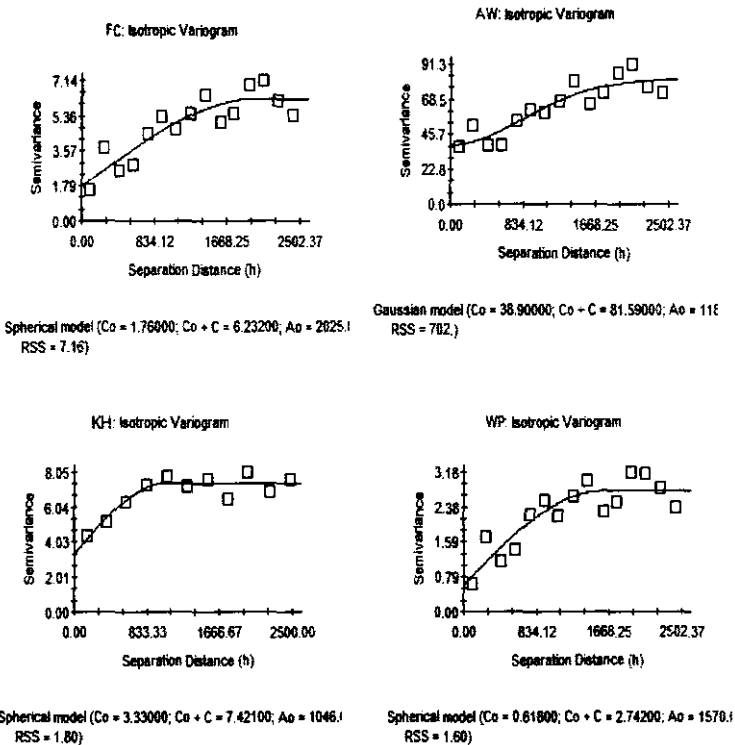 FC: Isotropic Variogram
7.14
5.36
3.57
1.79
0.00
Semivariance
0.00 834.12 1668.25 2502.37
Separation Distance (h)
Spherical model (Co = 1.76000; Co + C = 6.23200; Ao = 2025.
RSS = 7.16)
AW: Isotropic Variogram
91.3
68.5
45.7
22.8
0.0
Semivariance
0.00 834.12 1668.25 2502.37
Separation Distance (h)
Gaussian model (Co = 38.90000; Co + C = 81.59000; Ao = 118
RSS = 702.)
KH: Isotropic Variogram
8.05
6.04
4.03
2.01
0.00
Semivariance
0.00 833.33 1666.67 2500.00
Separation Distance (h)
Spherical model (Co = 3.33000; Co + C = 7.42100; Ao = 1046.
RSS = 1.80)
WP: Isotropic Variogram
3.18
2.38
1.59
0.79
0.00
Semivariance
0.00 834.12 1668.25 2502.37
Separation Distance (h)
Spherical model (Co = 0.61800; Co + C = 2.74200; Ao = 1570.
RSS = 1.60)